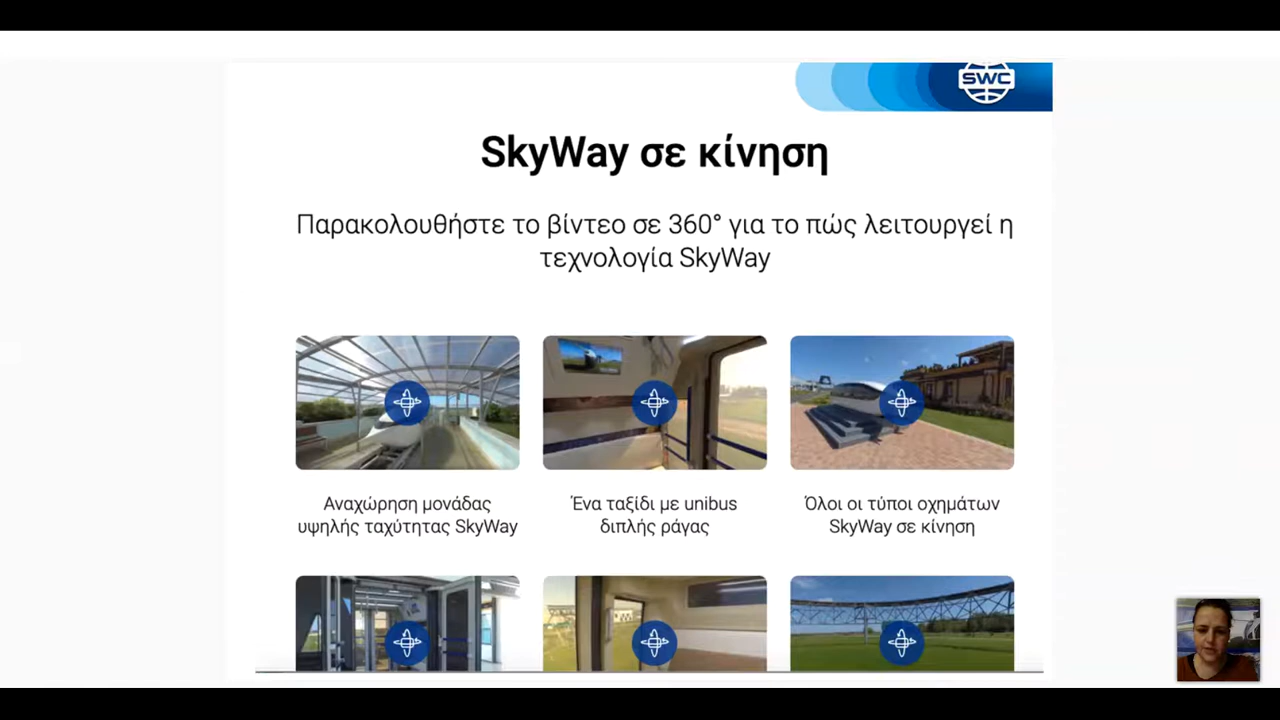 SWC
SkyWay σε κίνηση
Παρακολουθήστε το βίντεο σε 360° για το πώς λειτουργεί η
τεχνολογία SkyWay
Αναχώρηση μονάδας
υψηλής ταχύτητας SkyWay
Ένα ταξίδι με unibus
διπλής ράγας
Όλοι οι τύποι οχημάτων
SkyWay σε κίνηση